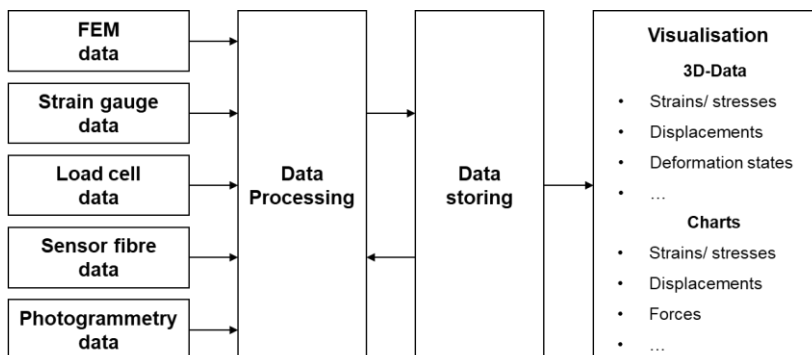 FEM
data
Strain gauge
data
Load cell
data
Sensor fibre
data
Photogrammetry
data
Data
Processing
Data
storing
Visualisation
3D-Data
• Strains/ stresses
• Displacements
• Deformation states
• …
Charts
• Strains/ stresses
• Displacements
• Forces
• …